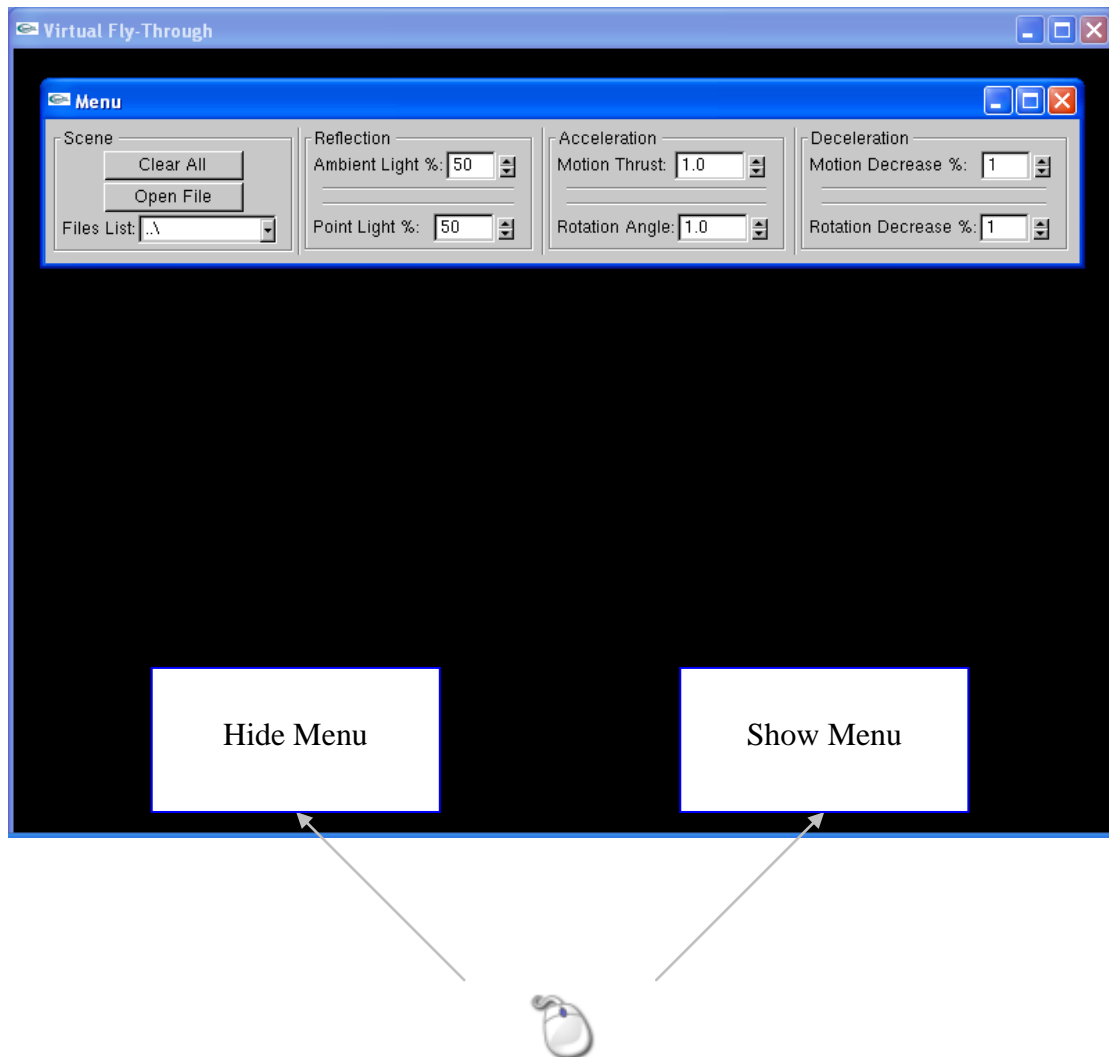 Virtual Fly-Through
Menu
Scene
Clear All
Open File
Files List: ..\
Reflection
Ambient Light %: 50
Point Light %: 50
Acceleration
Motion Thrust: 1.0
Rotation Angle: 1.0
Deceleration
Motion Decrease %: 1
Rotation Decrease %: 1
Hide Menu
Show Menu